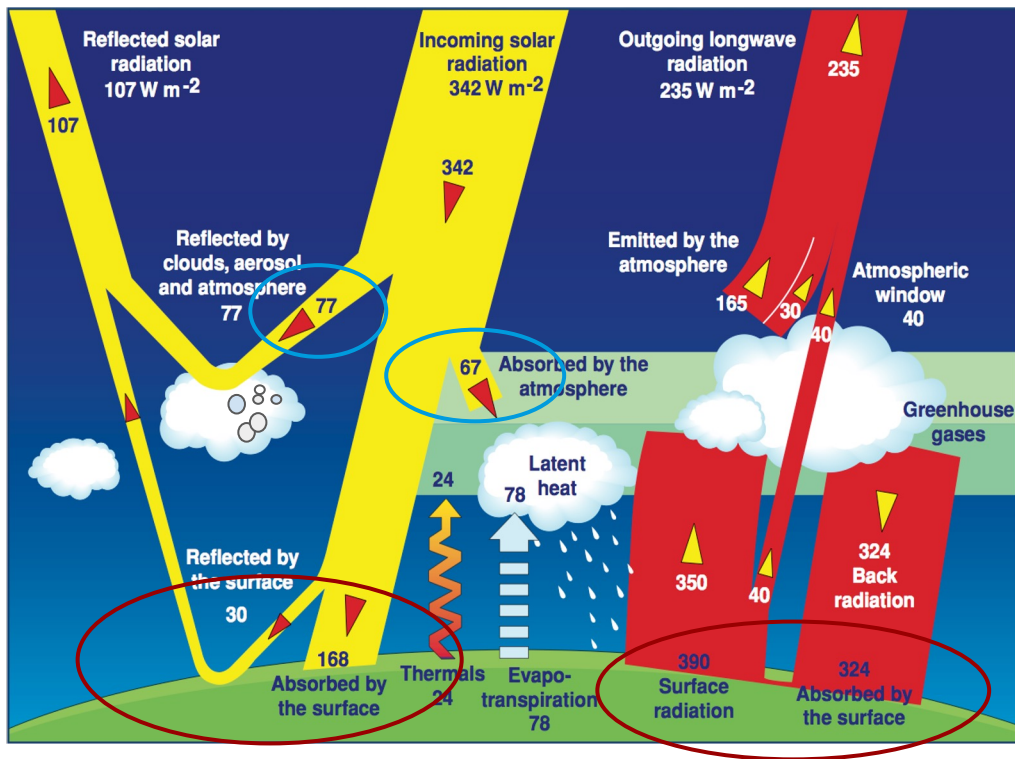 Reflected solar
radiation
107 W m-2
107
Incoming solar
radiation
342 W m-2
342
Outgoing longwave
radiation
235 W m-2
235
Reflected by
clouds, aerosol
and atmosphere
77
77
67
Absorbed by the
atmosphere
Emitted by the
atmosphere
165
30
40
Atmospheric
window
40
Greenhouse
gases
24
Latent
heat
78
Reflected by
the surface
30
168
Absorbed by
the surface
Thermals
24
Evapo-
transpiration
78
350
40
324
Back
radiation
390
Surface
radiation
324
Absorbed by
the surface